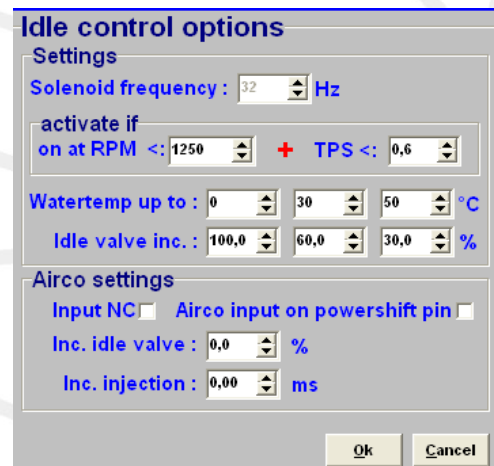 Idle control options
Settings
Solenoid frequency : 32 Hz
activate if
on at RPM <: 1250 + TPS <: 0,6
Watertemp up to : 0 30 50 °C
Idle valve inc. : 100,0 60,0 30,0 %
Airco settings
Input NC Airco input on powershift pin
Inc. idle valve : 0,0 %
Inc. injection : 0,00 ms
Ok Cancel